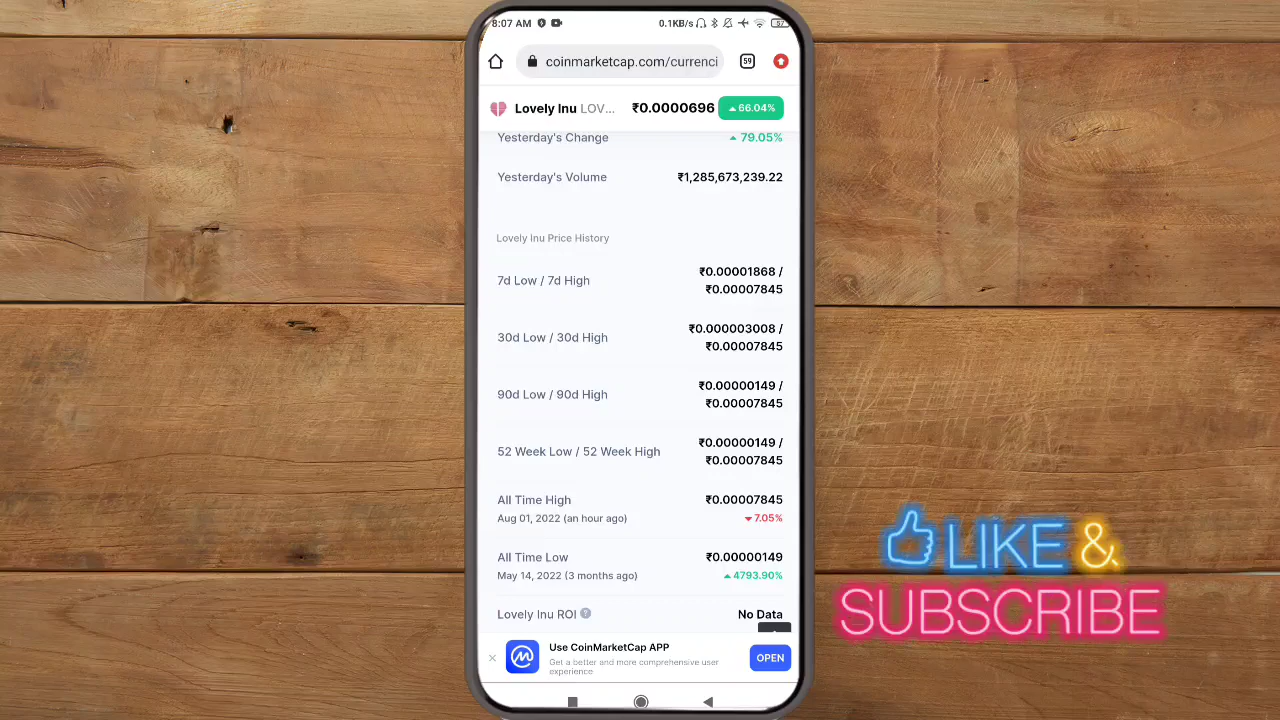 8:07 AM 0.1KB/s 57
coinmarketcap.com/currenci 59
Lovely Inu LOV... ₹0.0000696 66.04%
Yesterday's Change 79.05%
Yesterday's Volume ₹1,285,673,239.22
Lovely Inu Price History
7d Low / 7d High ₹0.00001868 /
₹0.00007845
30d Low / 30d High ₹0.000003008 /
₹0.00007845
90d Low / 90d High ₹0.00000149 /
₹0.00007845
52 Week Low / 52 Week High ₹0.00000149 /
₹0.00007845
All Time High ₹0.00007845
Aug 01, 2022 (an hour ago) 7.05%
All Time Low ₹0.00000149
May 14, 2022 (3 months ago) 4793.90%
Lovely Inu ROI ? No Data
Use CoinMarketCap APP
Get a better and more comprehensive user
experience
OPEN
LIKE &
SUBSCRIBE